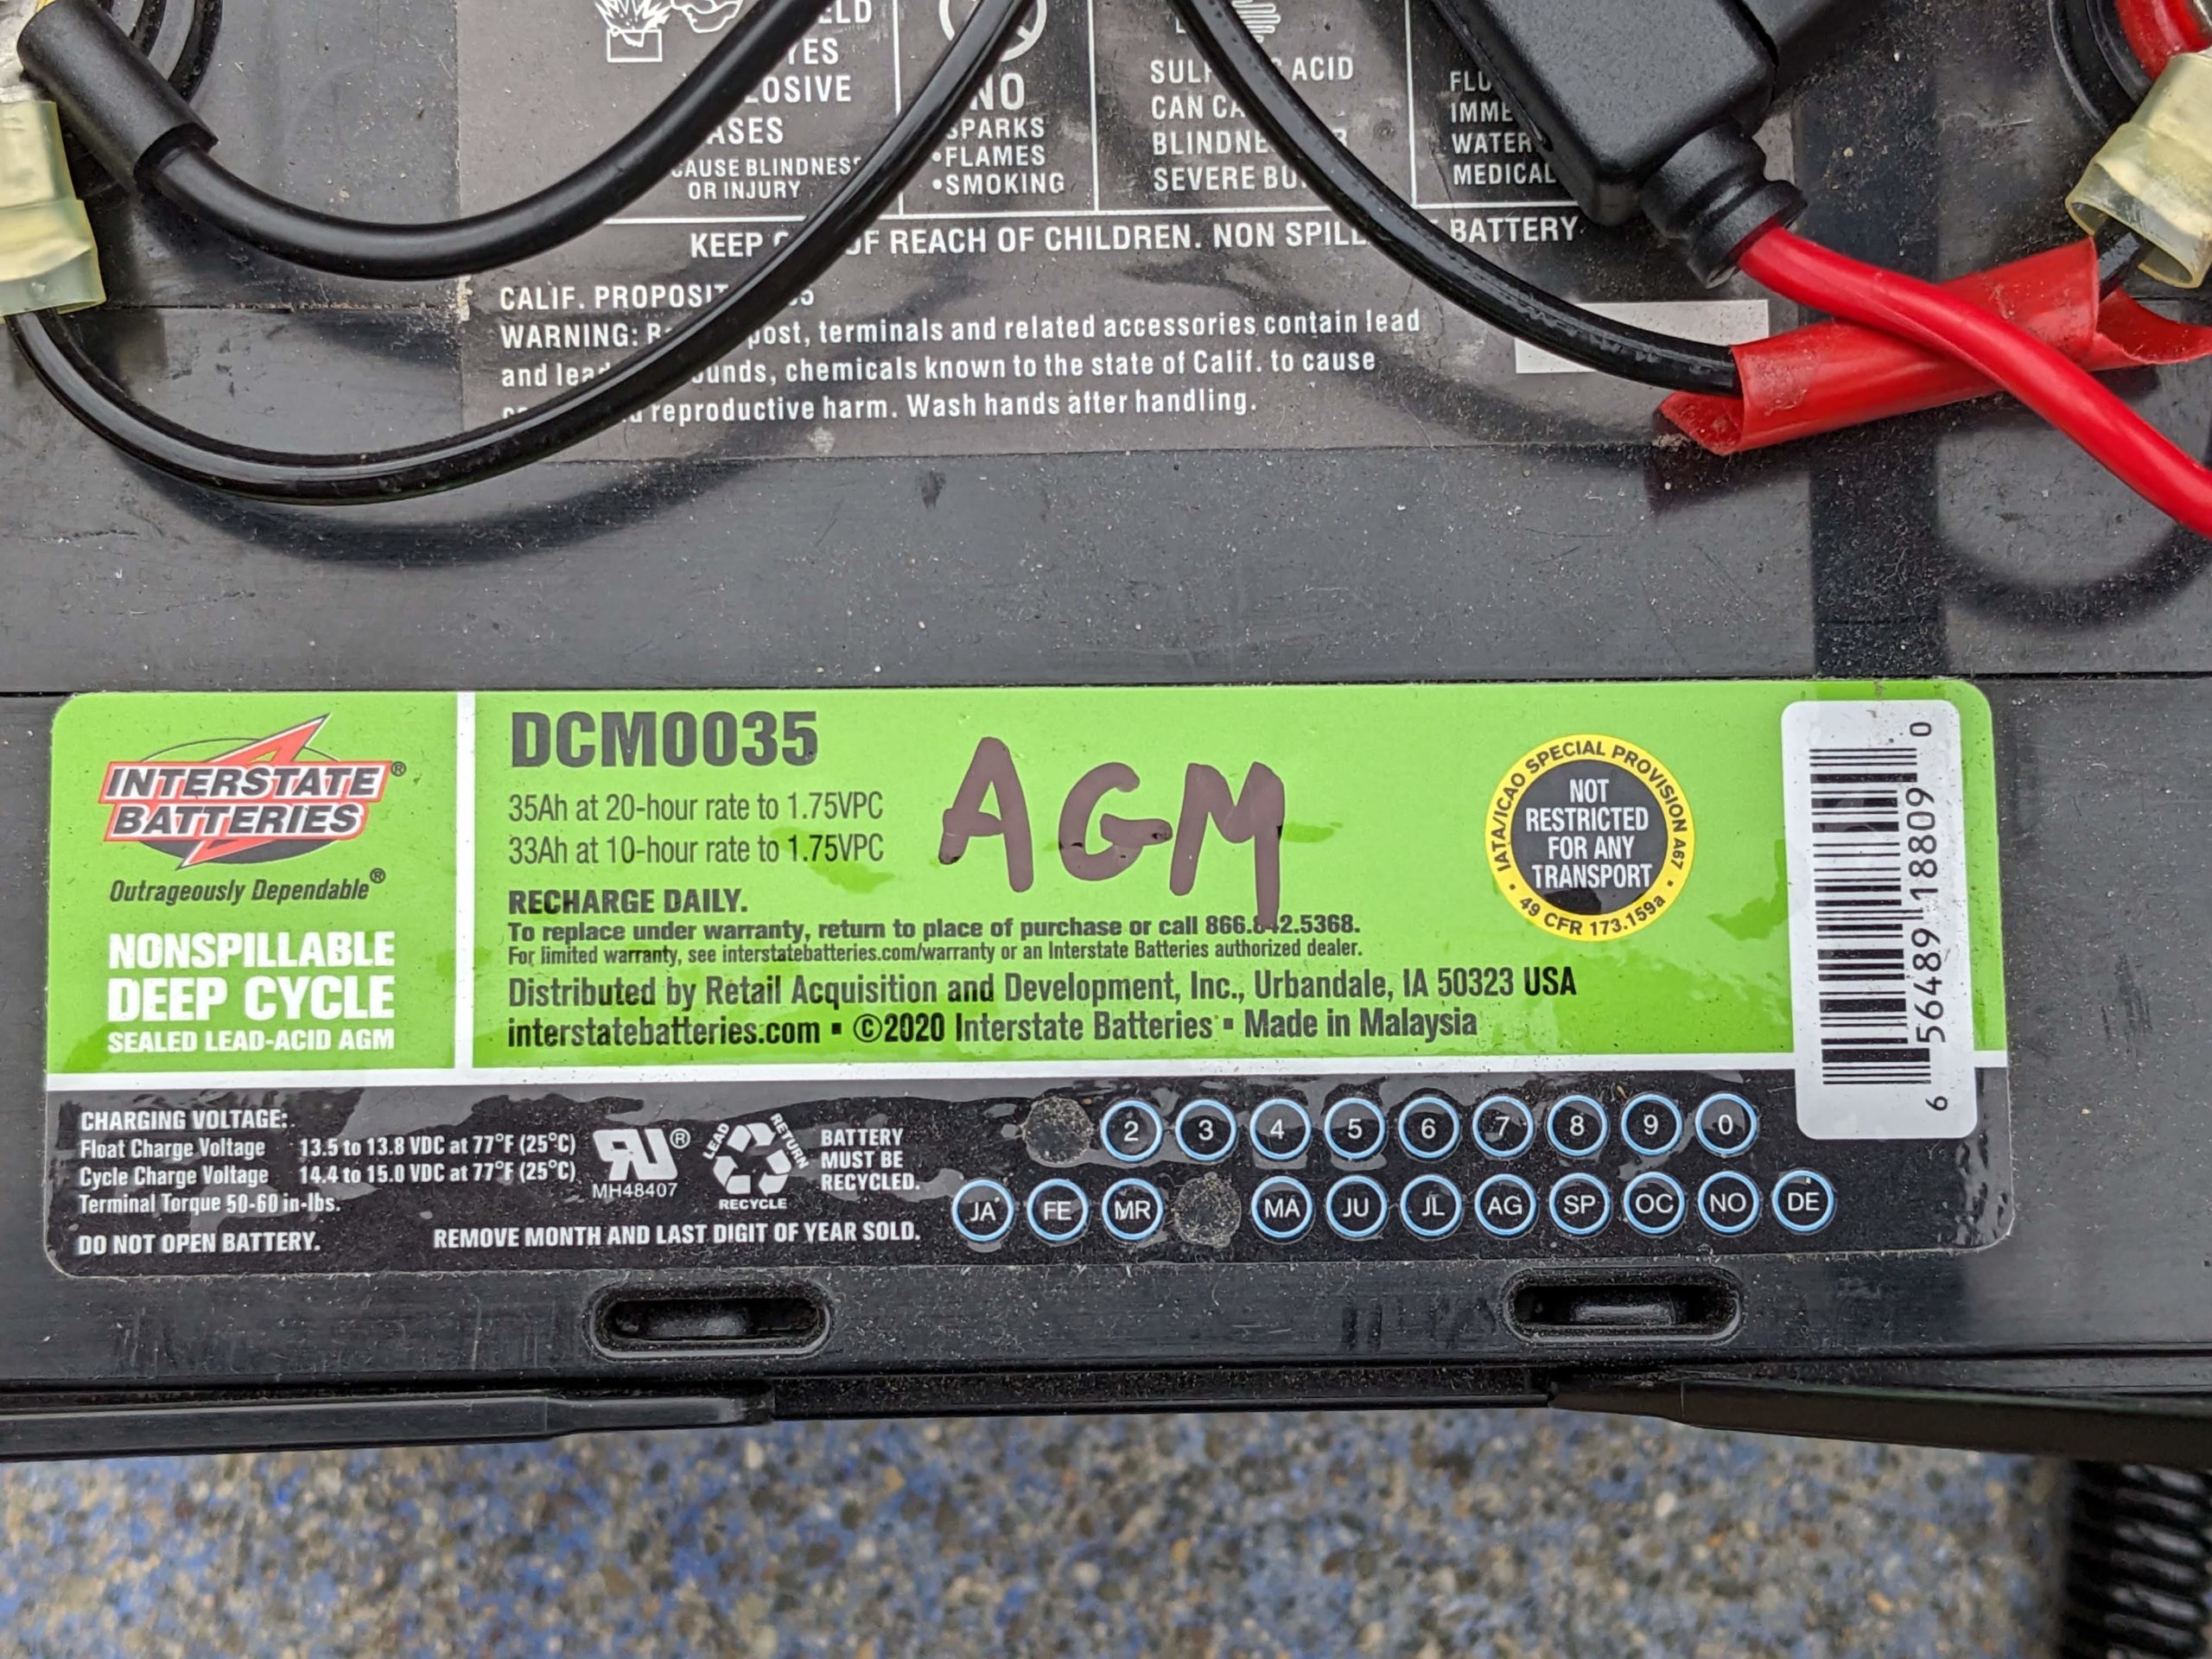 ELD
YES
LOSIVE
ASES
CAUSE BLINDNESS
OR INJURY
NO
SPARKS
•FLAMES
•SMOKING
ACID
CAN
SEVERE
WATER
MEDICAL
KEEP OF REACH OF CHILDREN. NON SPILL BATTERY
CALIF.
WARNING: post, terminals and related accessories contain lead
and chemicals known to the state of Calif. to cause
reproductive harm. Wash hands after handling.
INTERSTATE®
BATTERIES
Outrageously Dependable®
NONSPILLABLE
DEEP CYCLE
SEALED LEAD-ACID AGM
DCM0035
35Ah at 20-hour rate to 1.75VPC
33Ah at 10-hour rate to 1.75VPC
AGM
RECHARGE DAILY.
To replace under warranty, return to place of purchase or call 866.842.5368.
For limited warranty, see interstatebatteries.com/warranty or an Interstate Batteries authorized dealer.
Distributed by Retail Acquisition and Development, Inc., Urbandale, IA 50323 USA
interstatebatteries.com ▪ ©2020 Interstate Batteries ▪ Made in Malaysia
IATA/ICAO SPECIAL PROVISION A67
NOT
RESTRICTED
FOR ANY
TRANSPORT
• 49 CFR 173.159a •
6 56489 18809 0
CHARGING VOLTAGE:
Float Charge Voltage 13.5 to 13.8 VDC at 77°F (25°C)
Cycle Charge Voltage 14.4 to 15.0 VDC at 77°F (25°C)
Terminal Torque 50-60 in-lbs.
DO NOT OPEN BATTERY.
RU®
MH48407
LEAD
RETURN
RECYCLE
BATTERY
MUST BE
RECYCLED.
REMOVE MONTH AND LAST DIGIT OF YEAR SOLD.
2 3 4 5 6 7 8 9 0
JA FE MR MA JU JL AG SP OC NO DE